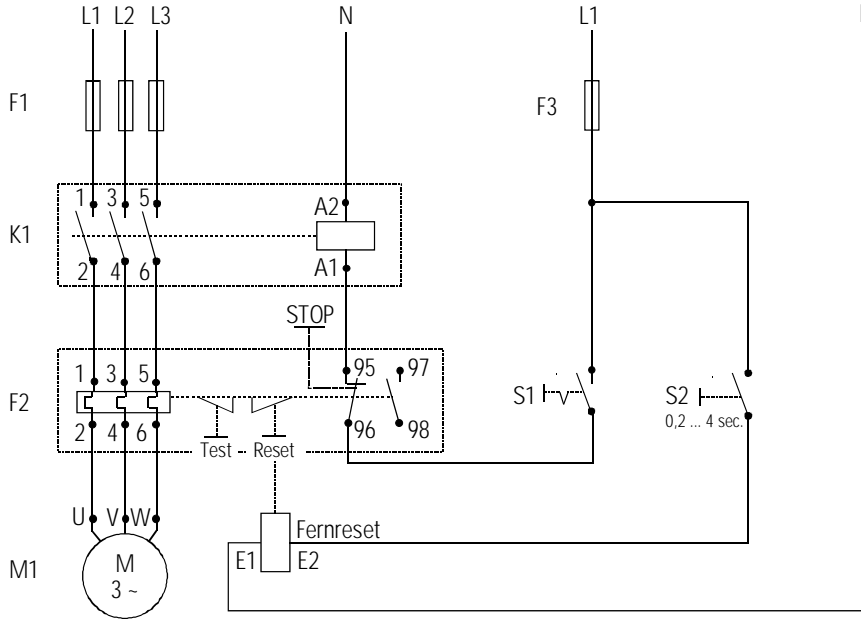 L1 L2 L3 N L1
F1
F3
1 3 5
A2
K1
A1
2 4 6
STOP
1 3 5
95 97
F2
S1
S2
0,2 ... 4 sec.
2 4 6
96 98
Test Reset
U V W
Fernreset
E1 E2
M1
M
3 ~